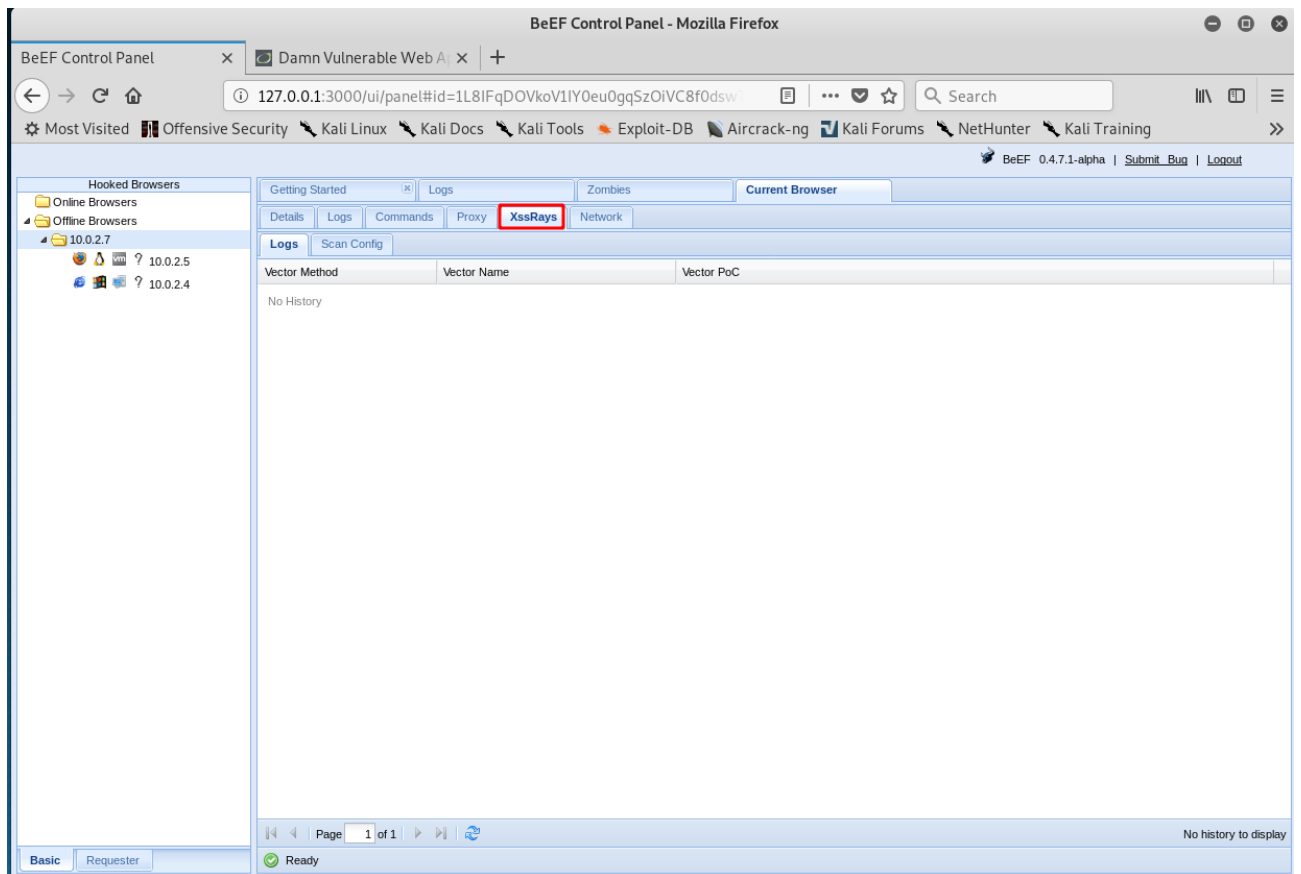 BeEF Control Panel - Mozilla Firefox
BeEF Control Panel Damn Vulnerable Web A
127.0.0.1:3000/ui/panel#id=1L8IFqDOVkoV1IY0eu0gqSzOiVC8f0dsw Search
Most Visited Offensive Security Kali Linux Kali Docs Kali Tools Exploit-DB Aircrack-ng Kali Forums NetHunter Kali Training
BeEF 0.4.7.1-alpha | Submit Bug | Logout
Hooked Browsers
Online Browsers
Offline Browsers
10.0.2.7
? 10.0.2.5
? 10.0.2.4
Getting Started Logs Zombies Current Browser
Details Logs Commands Proxy XssRays Network
Logs Scan Config
Vector Method Vector Name Vector PoC
No History
Page 1 of 1 No history to display
Basic Requester Ready